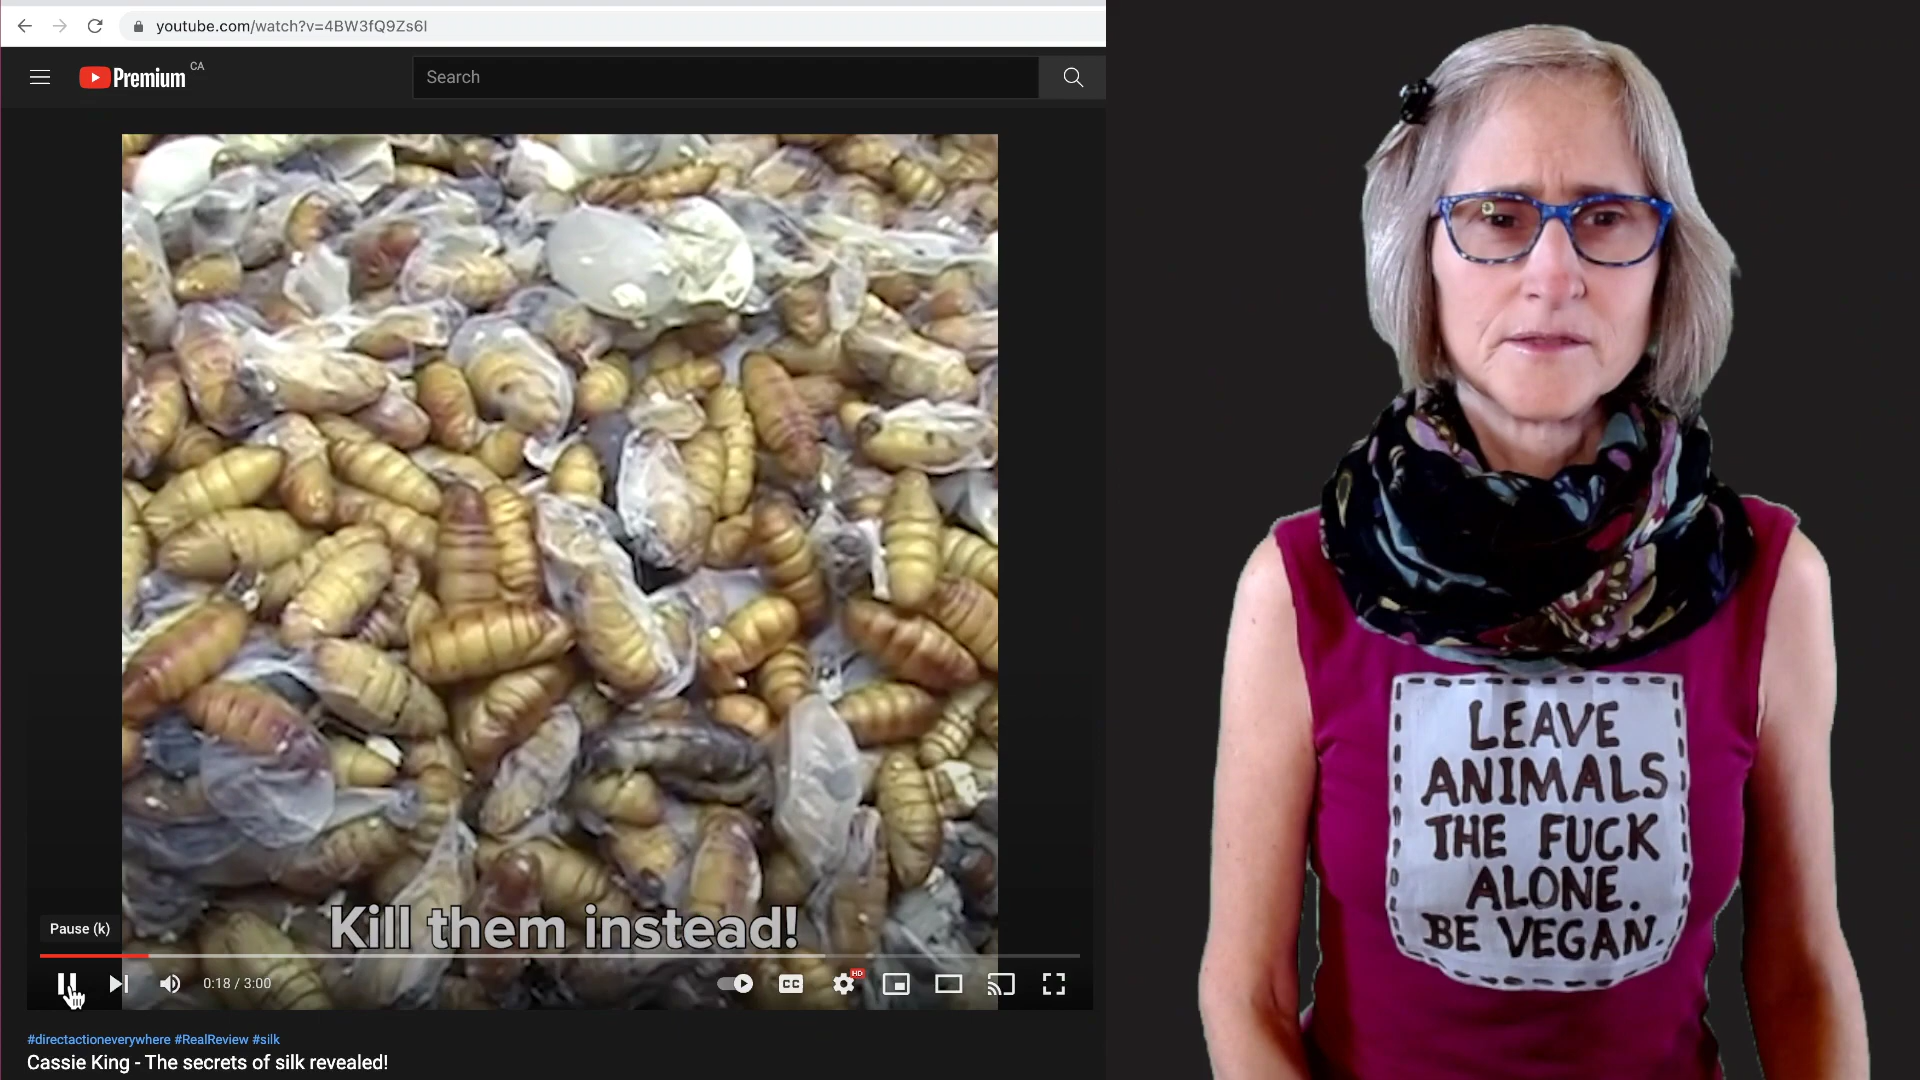 youtube.com/watch?v=4BW3fQ9Zs6I
Premium
CA
Search
Kill them instead!
Pause (k)
0:18 / 3:00
CC
HD
#directactioneverywhere #RealReview #silk
Cassie King - The secrets of silk revealed!
LEAVE
ANIMALS
THE FUCK
ALONE.
BE VEGAN.